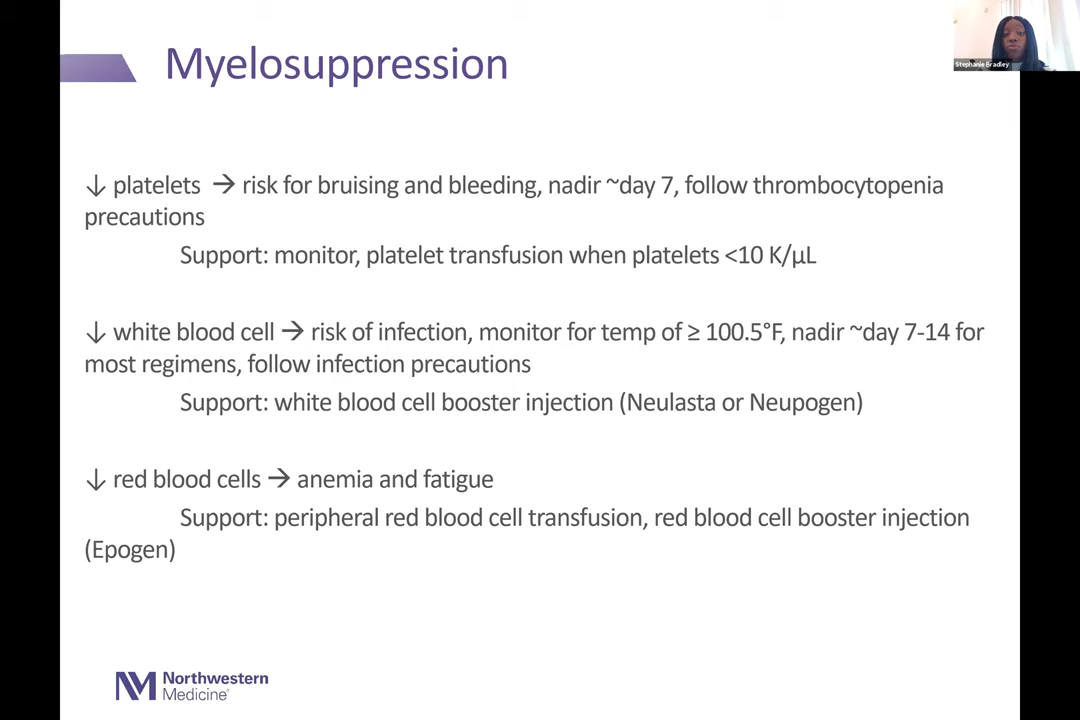 Myelosuppression
Stephanie Bradley
↓ platelets → risk for bruising and bleeding, nadir ~day 7, follow thrombocytopenia
precautions
Support: monitor, platelet transfusion when platelets <10 K/µL
↓ white blood cell → risk of infection, monitor for temp of ≥ 100.5°F, nadir ~day 7-14 for
most regimens, follow infection precautions
Support: white blood cell booster injection (Neulasta or Neupogen)
↓ red blood cells → anemia and fatigue
Support: peripheral red blood cell transfusion, red blood cell booster injection
(Epogen)
NM Northwestern
Medicine®